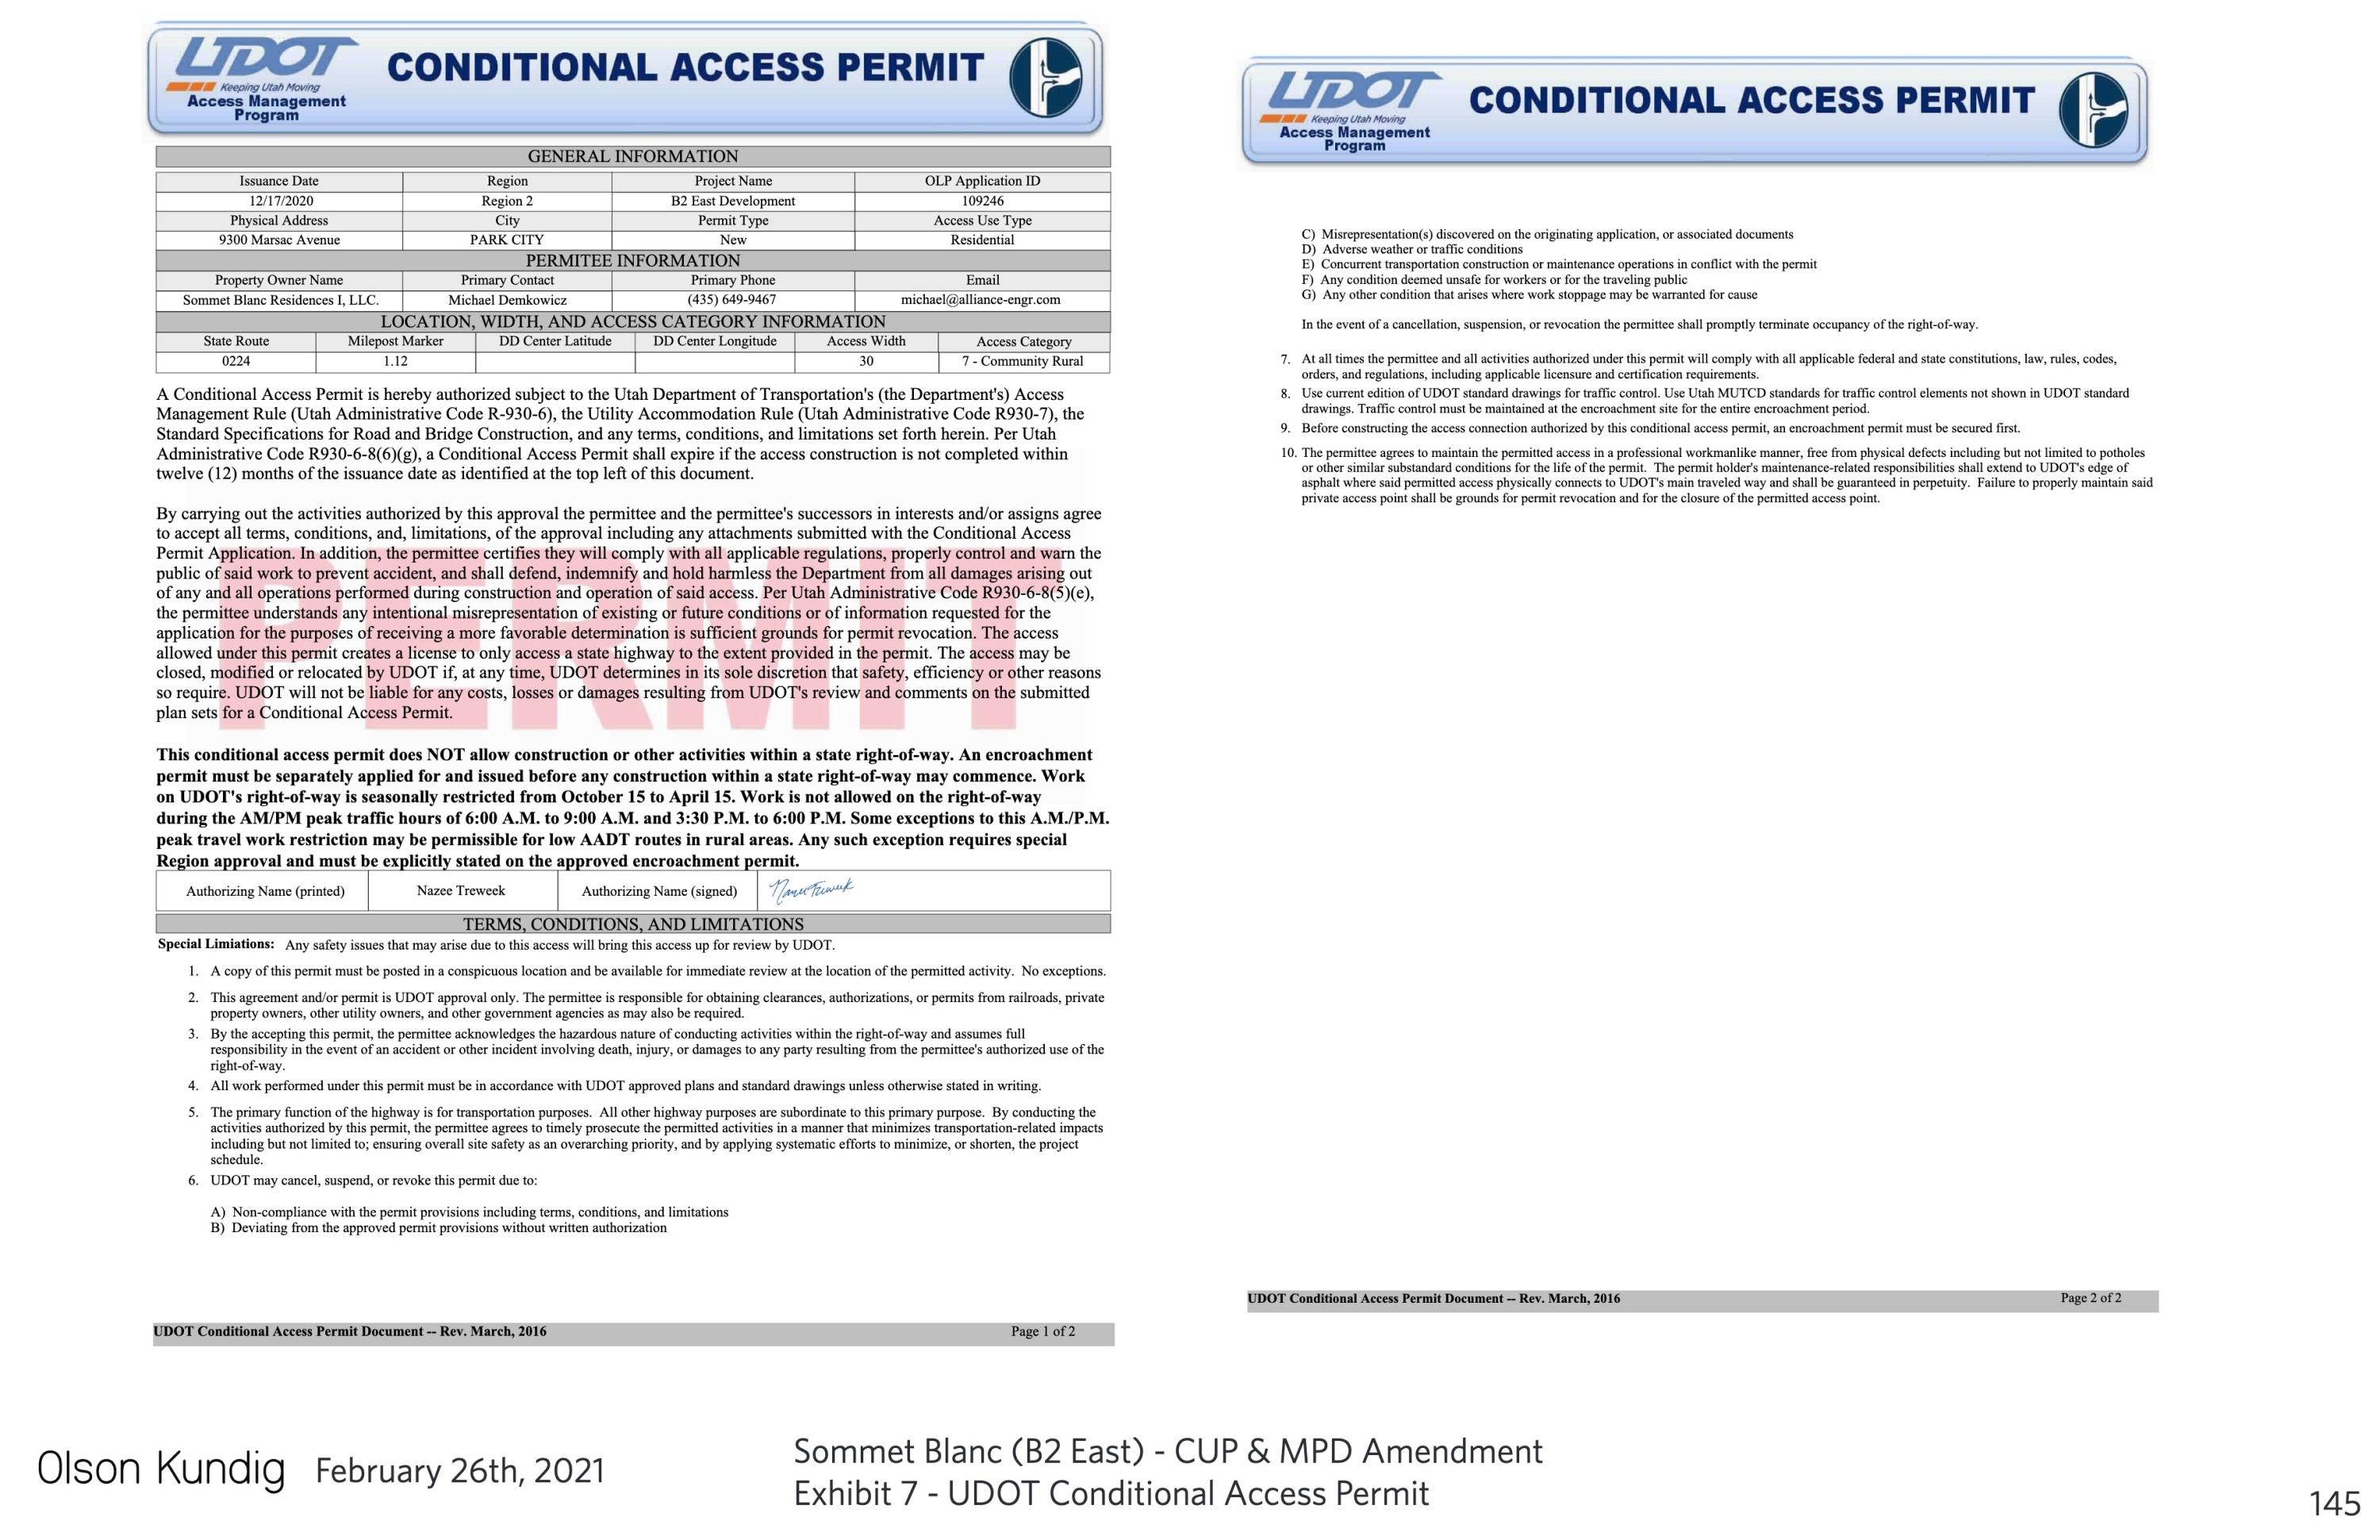 UDOT
Keeping Utah Moving
Access Management
Program
CONDITIONAL ACCESS PERMIT
GENERAL INFORMATION
Issuance Date Region Project Name OLP Application ID
12/17/2020 Region 2 B2 East Development 109246
Physical Address City Permit Type Access Use Type
9300 Marsac Avenue PARK CITY New Residential
PERMITEE INFORMATION
Property Owner Name Primary Contact Primary Phone Email
Sommet Blanc Residences I, LLC. Michael Demkowicz (435) 649-9467 michael@alliance-engr.com
LOCATION, WIDTH, AND ACCESS CATEGORY INFORMATION
State Route Milepost Marker DD Center Latitude DD Center Longitude Access Width Access Category
0224 1.12 30 7 - Community Rural
A Conditional Access Permit is hereby authorized subject to the Utah Department of Transportation's (the Department's) Access
Management Rule (Utah Administrative Code R-930-6), the Utility Accommodation Rule (Utah Administrative Code R930-7), the
Standard Specifications for Road and Bridge Construction, and any terms, conditions, and limitations set forth herein. Per Utah
Administrative Code R930-6-8(6)(g), a Conditional Access Permit shall expire if the access construction is not completed within
twelve (12) months of the issuance date as identified at the top left of this document.
By carrying out the activities authorized by this approval the permittee and the permittee's successors in interests and/or assigns agree
to accept all terms, conditions, and, limitations, of the approval including any attachments submitted with the Conditional Access
Permit Application. In addition, the permittee certifies they will comply with all applicable regulations, properly control and warn the
public of said work to prevent accident, and shall defend, indemnify and hold harmless the Department from all damages arising out
of any and all operations performed during construction and operation of said access. Per Utah Administrative Code R930-6-8(5)(e),
the permittee understands any intentional misrepresentation of existing or future conditions or of information requested for the
application for the purposes of receiving a more favorable determination is sufficient grounds for permit revocation. The access
allowed under this permit creates a license to only access a state highway to the extent provided in the permit. The access may be
closed, modified or relocated by UDOT if, at any time, UDOT determines in its sole discretion that safety, efficiency or other reasons
so require. UDOT will not be liable for any costs, losses or damages resulting from UDOT's review and comments on the submitted
plan sets for a Conditional Access Permit.
PERMIT
This conditional access permit does NOT allow construction or other activities within a state right-of-way. An encroachment
permit must be separately applied for and issued before any construction within a state right-of-way may commence. Work
on UDOT's right-of-way is seasonally restricted from October 15 to April 15. Work is not allowed on the right-of-way
during the AM/PM peak traffic hours of 6:00 A.M. to 9:00 A.M. and 3:30 P.M. to 6:00 P.M. Some exceptions to this A.M./P.M.
peak travel work restriction may be permissible for low AADT routes in rural areas. Any such exception requires special
Region approval and must be explicitly stated on the approved encroachment permit.
Authorizing Name (printed) Nazee Treweek Authorizing Name (signed) Nazee Treweek
TERMS, CONDITIONS, AND LIMITATIONS
Special Limiations: Any safety issues that may arise due to this access will bring this access up for review by UDOT.
1. A copy of this permit must be posted in a conspicuous location and be available for immediate review at the location of the permitted activity. No exceptions.
2. This agreement and/or permit is UDOT approval only. The permittee is responsible for obtaining clearances, authorizations, or permits from railroads, private
property owners, other utility owners, and other government agencies as may also be required.
3. By the accepting this permit, the permittee acknowledges the hazardous nature of conducting activities within the right-of-way and assumes full
responsibility in the event of an accident or other incident involving death, injury, or damages to any party resulting from the permittee's authorized use of the
right-of-way.
4. All work performed under this permit must be in accordance with UDOT approved plans and standard drawings unless otherwise stated in writing.
5. The primary function of the highway is for transportation purposes. All other highway purposes are subordinate to this primary purpose. By conducting the
activities authorized by this permit, the permittee agrees to timely prosecute the permitted activities in a manner that minimizes transportation-related impacts
including but not limited to; ensuring overall site safety as an overarching priority, and by applying systematic efforts to minimize, or shorten, the project
schedule.
6. UDOT may cancel, suspend, or revoke this permit due to:
A) Non-compliance with the permit provisions including terms, conditions, and limitations
B) Deviating from the approved permit provisions without written authorization
UDOT Conditional Access Permit Document -- Rev. March, 2016 Page 1 of 2
UDOT
Keeping Utah Moving
Access Management
Program
CONDITIONAL ACCESS PERMIT
C) Misrepresentation(s) discovered on the originating application, or associated documents
D) Adverse weather or traffic conditions
E) Concurrent transportation construction or maintenance operations in conflict with the permit
F) Any condition deemed unsafe for workers or for the traveling public
G) Any other condition that arises where work stoppage may be warranted for cause
In the event of a cancellation, suspension, or revocation the permittee shall promptly terminate occupancy of the right-of-way.
7. At all times the permittee and all activities authorized under this permit will comply with all applicable federal and state constitutions, law, rules, codes,
orders, and regulations, including applicable licensure and certification requirements.
8. Use current edition of UDOT standard drawings for traffic control. Use Utah MUTCD standards for traffic control elements not shown in UDOT standard
drawings. Traffic control must be maintained at the encroachment site for the entire encroachment period.
9. Before constructing the access connection authorized by this conditional access permit, an encroachment permit must be secured first.
10. The permittee agrees to maintain the permitted access in a professional workmanlike manner, free from physical defects including but not limited to potholes
or other similar substandard conditions for the life of the permit. The permit holder's maintenance-related responsibilities shall extend to UDOT's edge of
asphalt where said permitted access physically connects to UDOT's main traveled way and shall be guaranteed in perpetuity. Failure to properly maintain said
private access point shall be grounds for permit revocation and for the closure of the permitted access point.
UDOT Conditional Access Permit Document -- Rev. March, 2016 Page 2 of 2
Olson Kundig February 26th, 2021
Sommet Blanc (B2 East) - CUP & MPD Amendment
Exhibit 7 - UDOT Conditional Access Permit
145